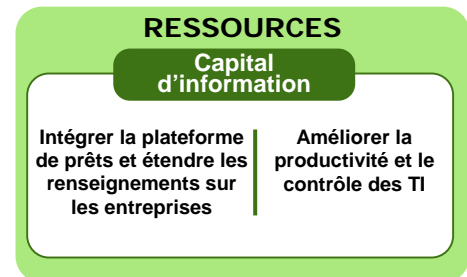 RESSOURCES
Capital
d'information
Intégrer la plateforme
de prêts et étendre les
renseignements sur
les entreprises
Améliorer la
productivité et le
contrôle des TI